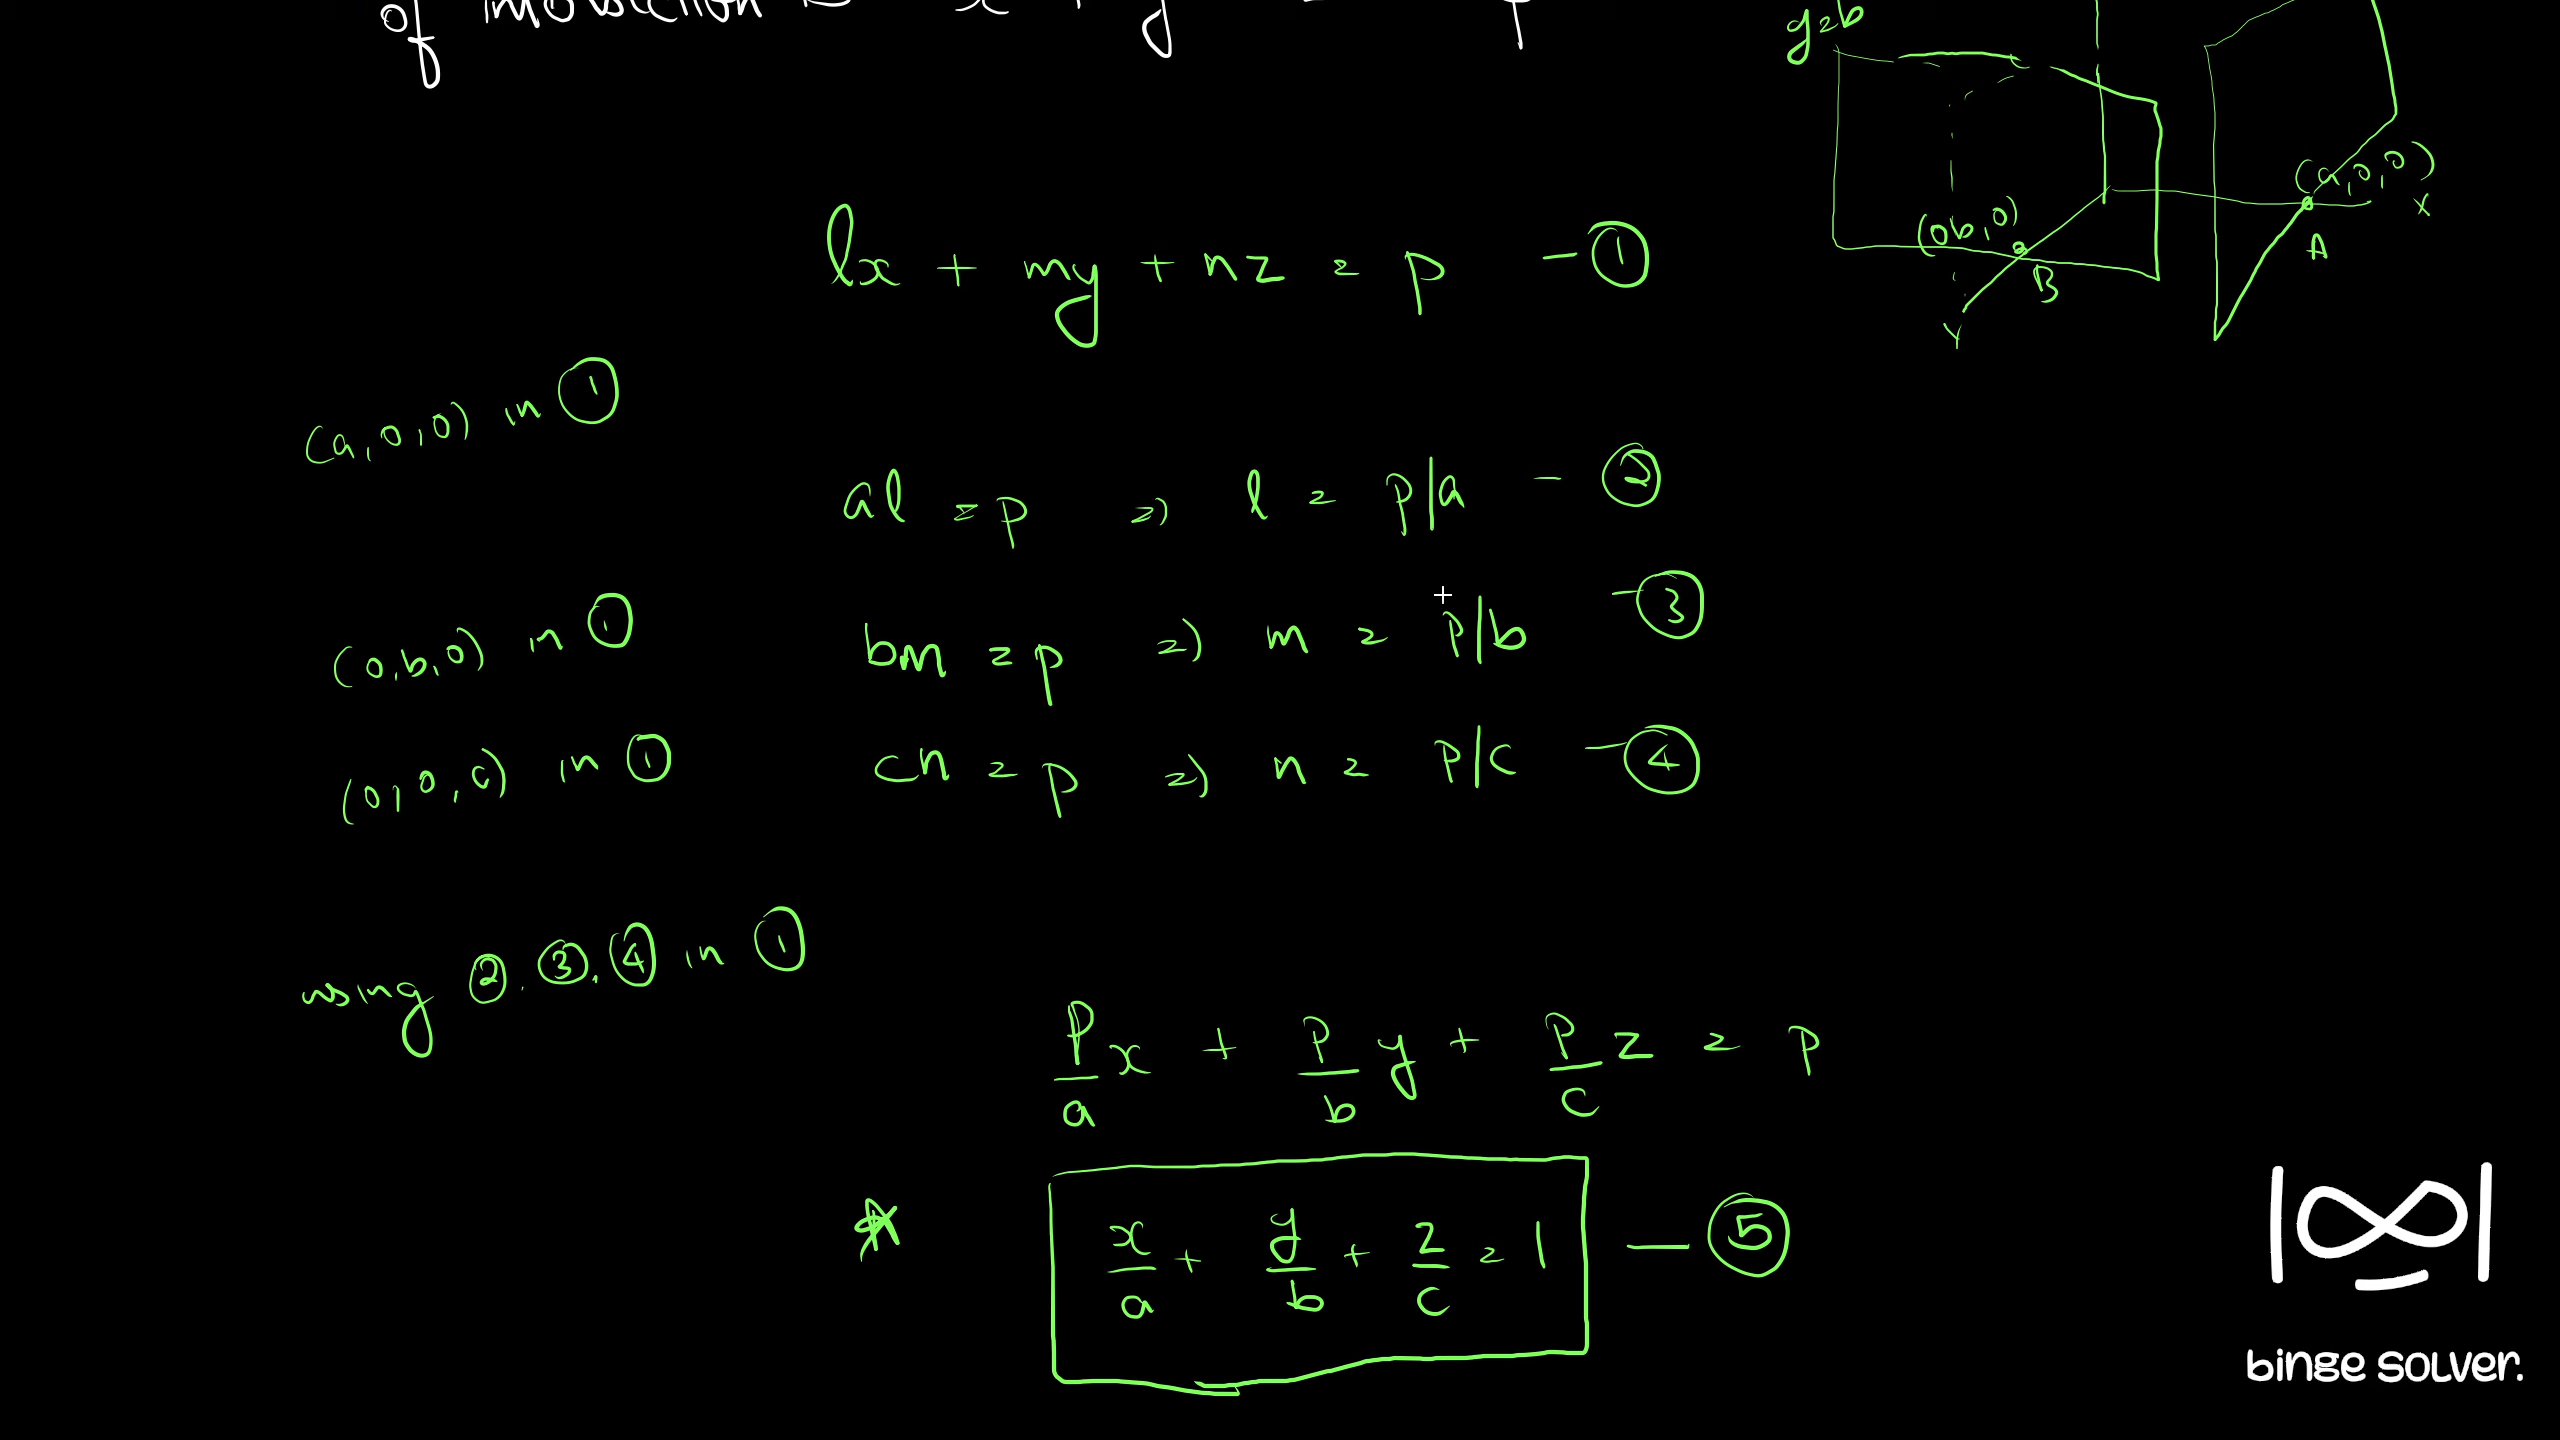 of
g = b
lx + my + nz = p - ①
(a,0,0)
X
(0b,0)
A
B
Y
(a,0,0) in ①
al = p => l = p/a - ②
(0,b,0) in ①
bm = p => m = P/b - ③
(0,0,c) in ①
cn = p => n = P/c - ④
using ②, ③, ④ in ①
P/a x + P/b y + P/c z = p
x/a + y/b + z/c = 1 — ⑤
binge solver.